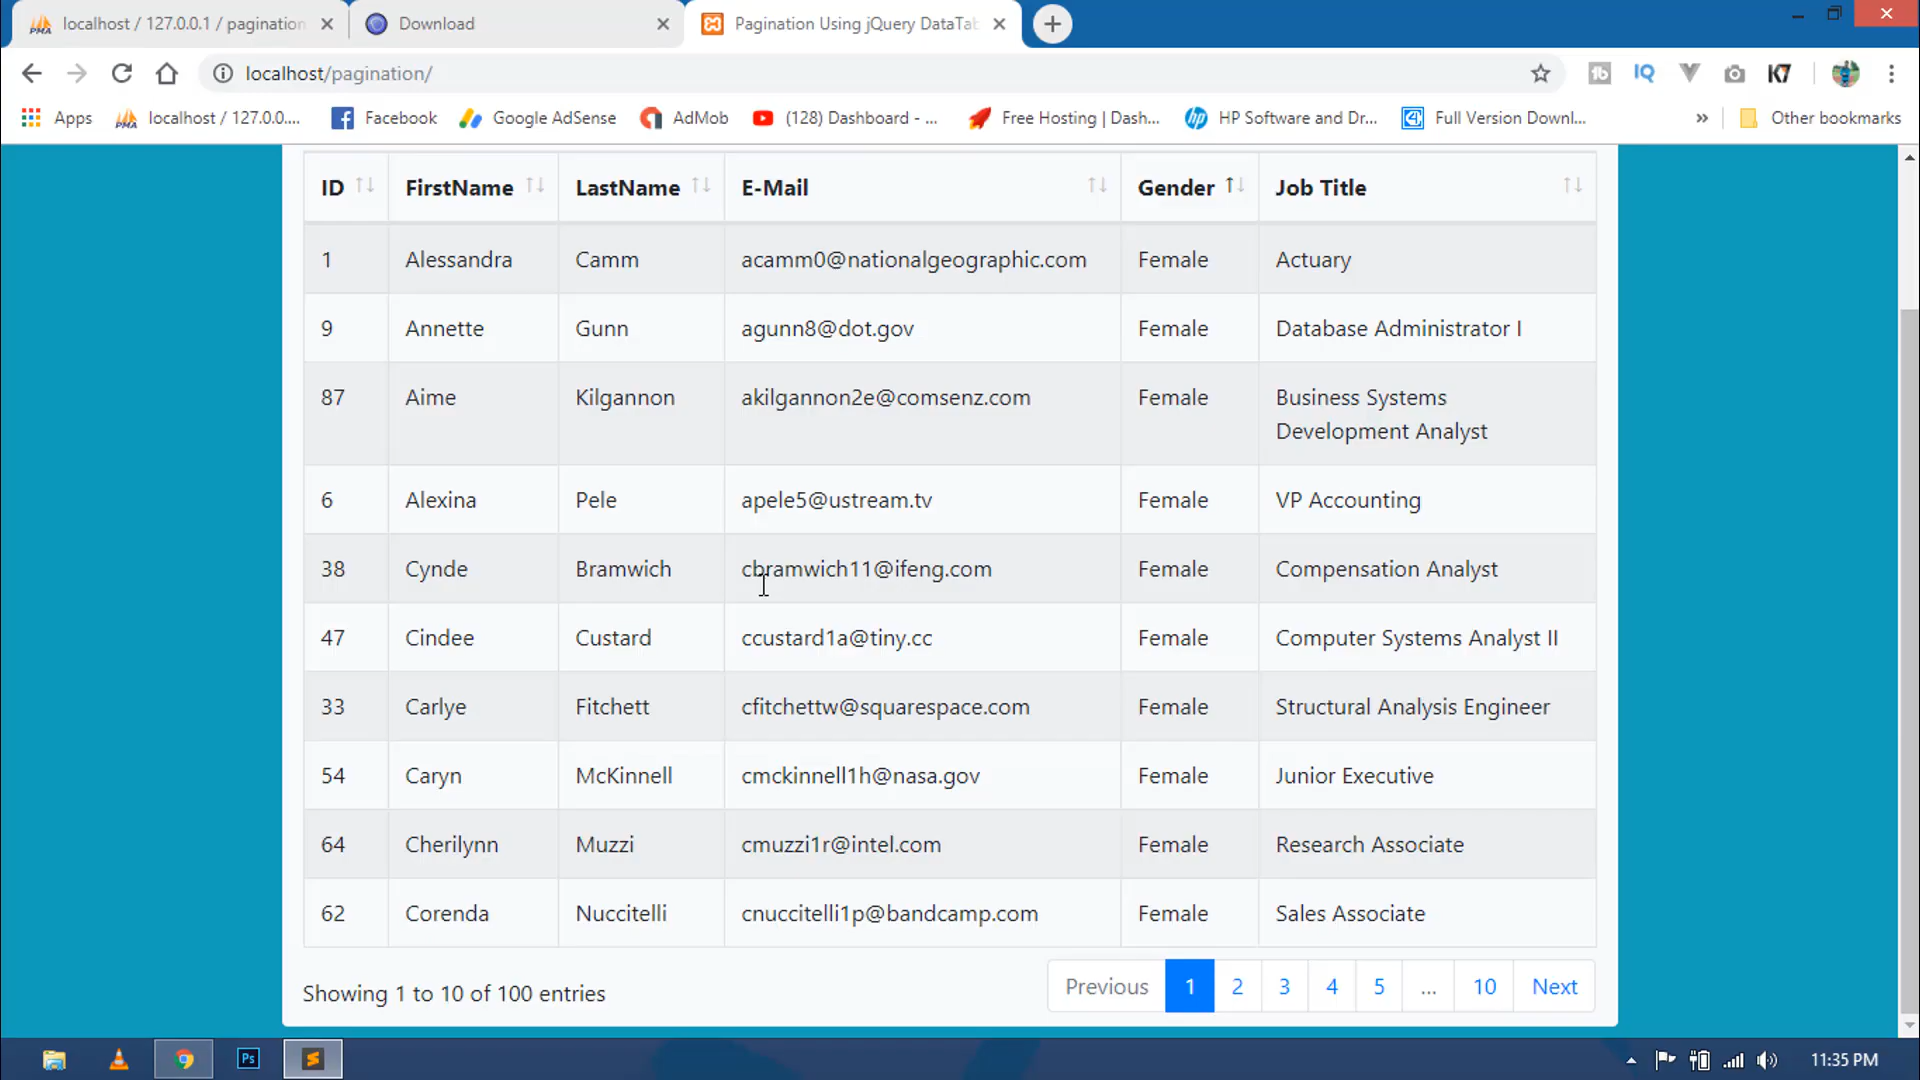 localhost / 127.0.0.1 / pagination
Download
Pagination Using jQuery DataTab
localhost/pagination/
Apps
localhost / 127.0.0....
Facebook
Google AdSense
AdMob
(128) Dashboard - ...
Free Hosting | Dash...
HP Software and Dr...
Full Version Downl...
»
Other bookmarks
ID FirstName LastName E-Mail Gender Job Title
1 Alessandra Camm acamm0@nationalgeographic.com Female Actuary
9 Annette Gunn agunn8@dot.gov Female Database Administrator I
87 Aime Kilgannon akilgannon2e@comsenz.com Female Business Systems
Development Analyst
6 Alexina Pele apele5@ustream.tv Female VP Accounting
38 Cynde Bramwich cbramwich11@ifeng.com Female Compensation Analyst
47 Cindee Custard ccustard1a@tiny.cc Female Computer Systems Analyst II
33 Carlye Fitchett cfitchettw@squarespace.com Female Structural Analysis Engineer
54 Caryn McKinnell cmckinnell1h@nasa.gov Female Junior Executive
64 Cherilynn Muzzi cmuzzi1r@intel.com Female Research Associate
62 Corenda Nuccitelli cnuccitelli1p@bandcamp.com Female Sales Associate
Showing 1 to 10 of 100 entries
Previous 1 2 3 4 5 ... 10 Next
PMA
PMA
tb
IQ
K7
hp
Ps
11:35 PM